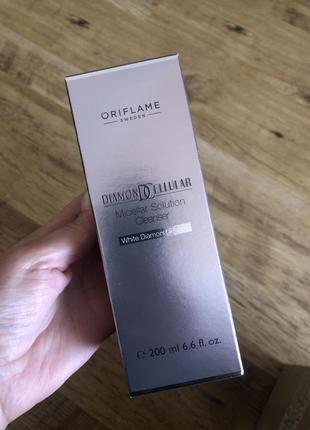 ORIFLAME
SWEDEN
DIAMOND CELLULAR
Micellar Solution
Cleanser
White Diamond
e 200 ml 6.6 fl. oz.